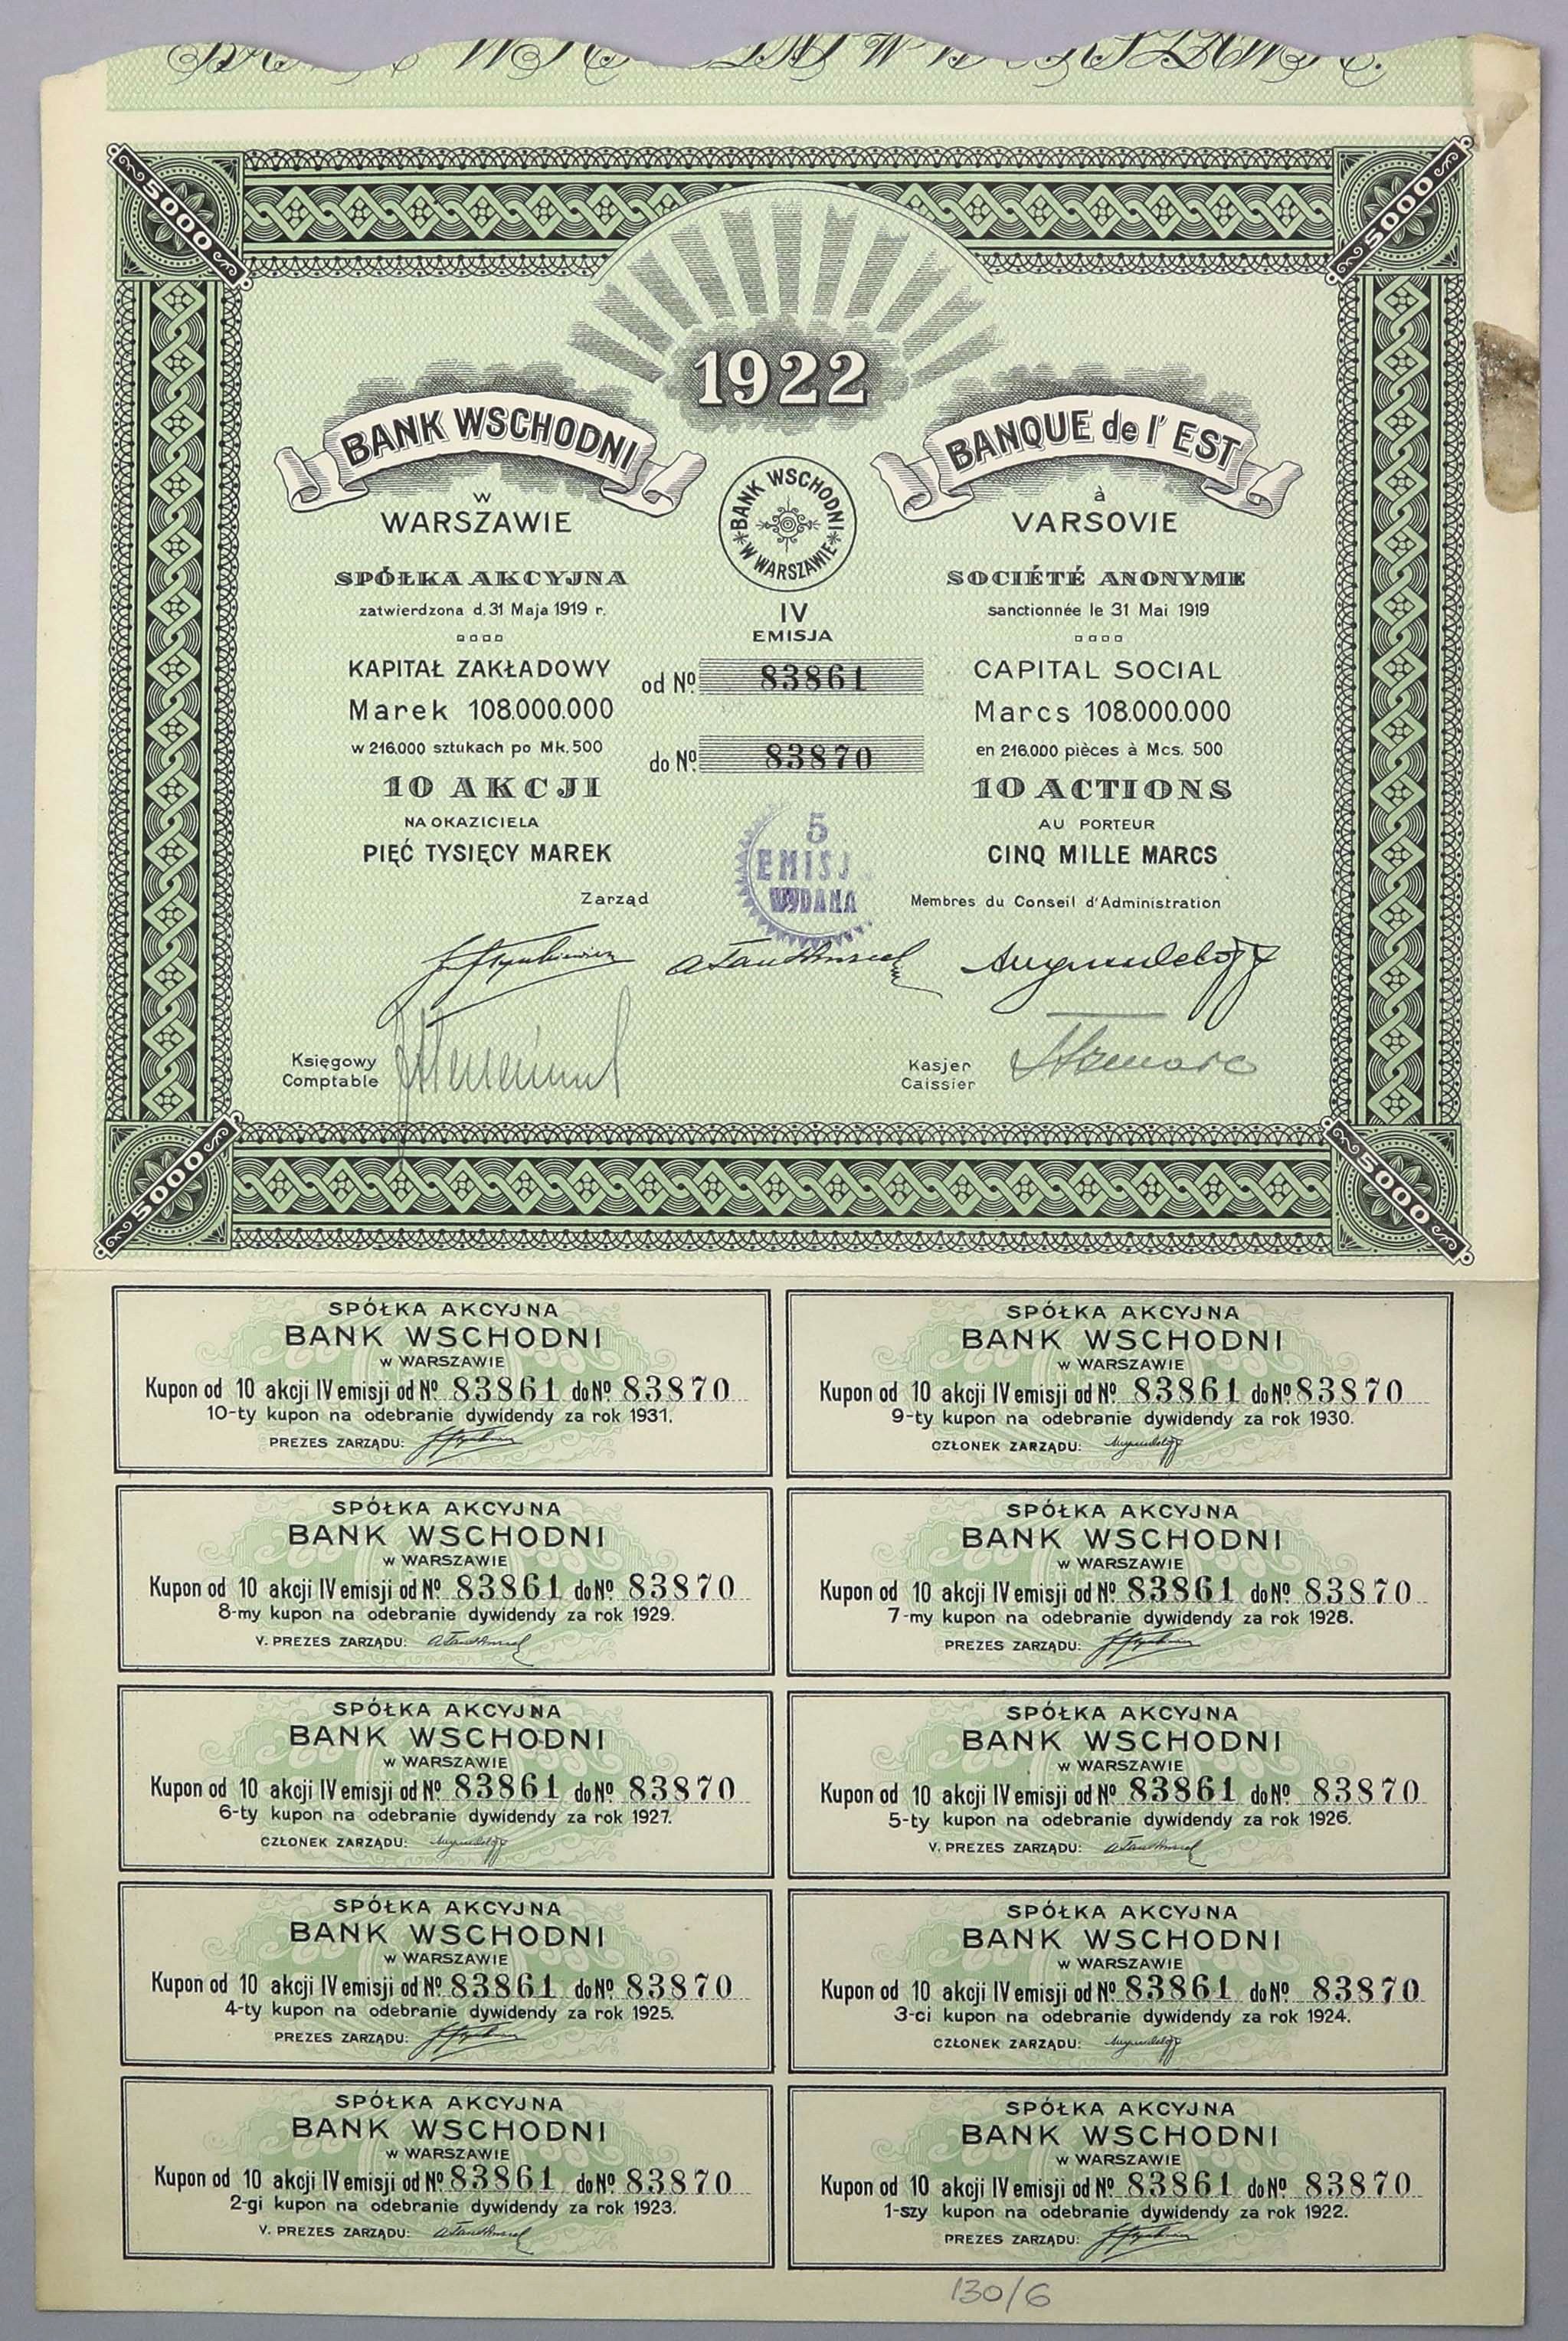 5000
5000
1922
BANK WSCHODNI
w
WARSZAWIE
SPÓŁKA AKCYJNA
zatwierdzona d. 31 Maja 1919 r.
KAPITAŁ ZAKŁADOWY
Marek 108.000.000
w 216.000 sztukach po Mk. 500
10 AKCJI
NA OKAZICIELA
PIĘĆ TYSIĘCY MAREK
Zarząd
BANK WSCHODNI
W WARSZAWIE
IV
EMISJA
od № 83861
do № 83870
5
EMISJ
WYDANA
BANQUE de l' EST
à
VARSOVIE
SOCIÉTÉ ANONYME
sanctionnée le 31 Mai 1919
CAPITAL SOCIAL
Marcs 108.000.000
en 216.000 pièces à Mcs. 500
10 ACTIONS
AU PORTEUR
CINQ MILLE MARCS
Membres du Conseil d'Administration
Księgowy
Comptable
Kasjer
Caissier
5000
5000
SPÓŁKA AKCYJNA
BANK WSCHODNI
w WARSZAWIE
Kupon od 10 akcji IV emisji od № 83861 do № 83870
10-ty kupon na odebranie dywidendy za rok 1931.
PREZES ZARZĄDU:
SPÓŁKA AKCYJNA
BANK WSCHODNI
w WARSZAWIE
Kupon od 10 akcji IV emisji od № 83861 do № 83870
9-ty kupon na odebranie dywidendy za rok 1930.
CZŁONEK ZARZĄDU:
SPÓŁKA AKCYJNA
BANK WSCHODNI
w WARSZAWIE
Kupon od 10 akcji IV emisji od № 83861 do № 83870
8-my kupon na odebranie dywidendy za rok 1929.
V. PREZES ZARZĄDU:
SPÓŁKA AKCYJNA
BANK WSCHODNI
w WARSZAWIE
Kupon od 10 akcji IV emisji od № 83861 do № 83870
7-my kupon na odebranie dywidendy za rok 1928.
PREZES ZARZĄDU:
SPÓŁKA AKCYJNA
BANK WSCHODNI
w WARSZAWIE
Kupon od 10 akcji IV emisji od № 83861 do № 83870
6-ty kupon na odebranie dywidendy za rok 1927.
CZŁONEK ZARZĄDU:
SPÓŁKA AKCYJNA
BANK WSCHODNI
w WARSZAWIE
Kupon od 10 akcji IV emisji od № 83861 do № 83870
5-ty kupon na odebranie dywidendy za rok 1926.
V. PREZES ZARZĄDU:
SPÓŁKA AKCYJNA
BANK WSCHODNI
w WARSZAWIE
Kupon od 10 akcji IV emisji od № 83861 do № 83870
4-ty kupon na odebranie dywidendy za rok 1925.
PREZES ZARZĄDU:
SPÓŁKA AKCYJNA
BANK WSCHODNI
w WARSZAWIE
Kupon od 10 akcji IV emisji od № 83861 do № 83870
3-ci kupon na odebranie dywidendy za rok 1924.
CZŁONEK ZARZĄDU:
SPÓŁKA AKCYJNA
BANK WSCHODNI
w WARSZAWIE
Kupon od 10 akcji IV emisji od № 83861 do № 83870
2-gi kupon na odebranie dywidendy za rok 1923.
V. PREZES ZARZĄDU:
SPÓŁKA AKCYJNA
BANK WSCHODNI
w WARSZAWIE
Kupon od 10 akcji IV emisji od № 83861 do № 83870
1-szy kupon na odebranie dywidendy za rok 1922.
PREZES ZARZĄDU:
130/6